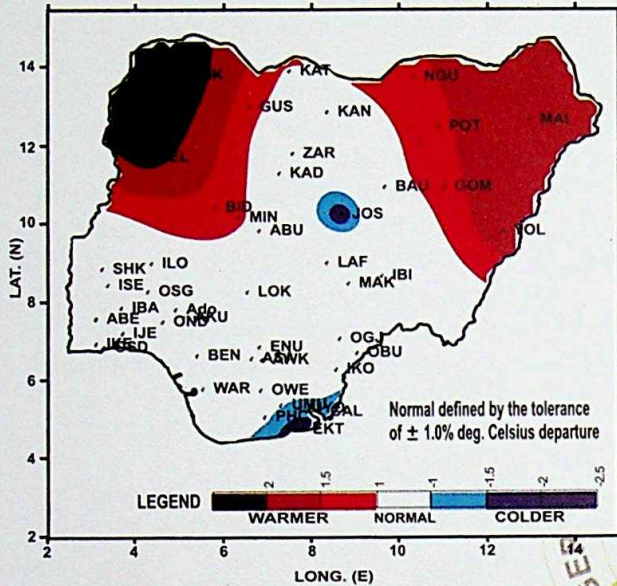 14
12
10
8
6
4
2
LAT. (N)
KAT
NGU
GUS
KAN
POT
MAI
ZAR
KAD
BAU
GOM
BID
MIN
JOS
ABU
YOL
SHK
ILO
LAF
IBI
ISE
OSG
LOK
MAK
IBA
Ado
ABE
OND
IJE
OG
BEN
ENU
AWK
OBU
IKO
WAR
OWE
CAL
EKT
Normal defined by the tolerance
of ± 1.0% deg. Celsius departure
2
1.5
1
-1
-1.5
-2
-2.5
LEGEND
WARMER
NORMAL
COLDER
2
4
6
8
10
12
14
LONG. (E)